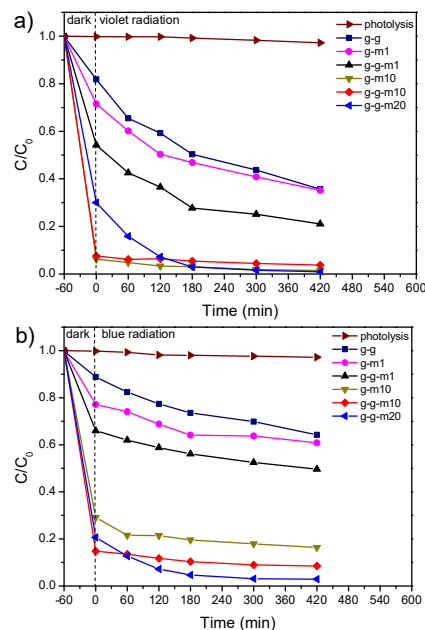 a)
dark violet radiation
1.0
0.8
0.6
0.4
0.2
0.0
C/C0
photolysis
g-g
g-m1
g-g-m1
g-m10
g-g-m10
g-g-m20
-60 0 60 120 180 240 300 360 420 480 540 600
Time (min)
b)
dark blue radiation
1.0
0.8
0.6
0.4
0.2
0.0
C/C0
photolysis
g-g
g-m1
g-g-m1
g-m10
g-g-m10
g-g-m20
-60 0 60 120 180 240 300 360 420 480 540 600
Time (min)